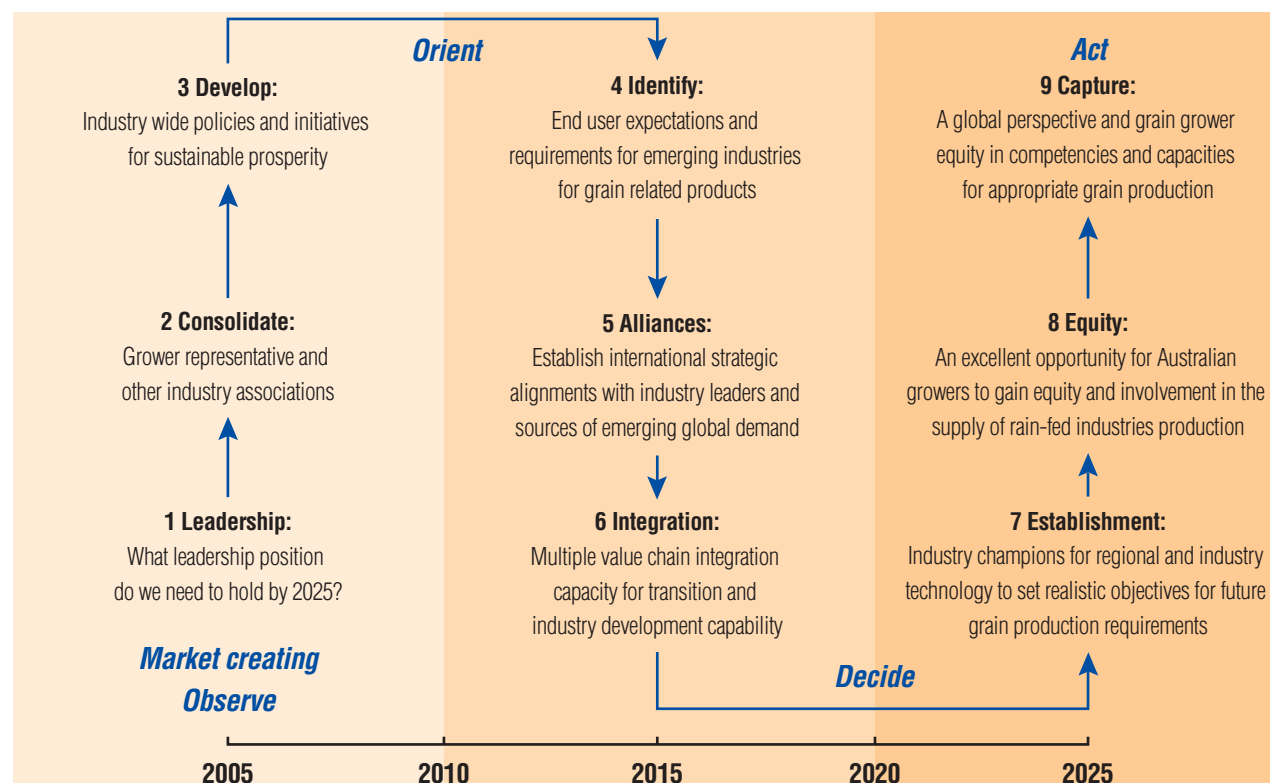 Orient
Act
3 Develop:
Industry wide policies and initiatives
for sustainable prosperity
4 Identify:
End user expectations and
requirements for emerging industries
for grain related products
9 Capture:
A global perspective and grain grower
equity in competencies and capacities
for appropriate grain production
2 Consolidate:
Grower representative and
other industry associations
5 Alliances:
Establish international strategic
alignments with industry leaders and
sources of emerging global demand
8 Equity:
An excellent opportunity for Australian
growers to gain equity and involvement in the
supply of rain-fed industries production
1 Leadership:
What leadership position
do we need to hold by 2025?
6 Integration:
Multiple value chain integration
capacity for transition and
industry development capability
7 Establishment:
Industry champions for regional and industry
technology to set realistic objectives for future
grain production requirements
Market creating
Observe
Decide
2005 2010 2015 2020 2025